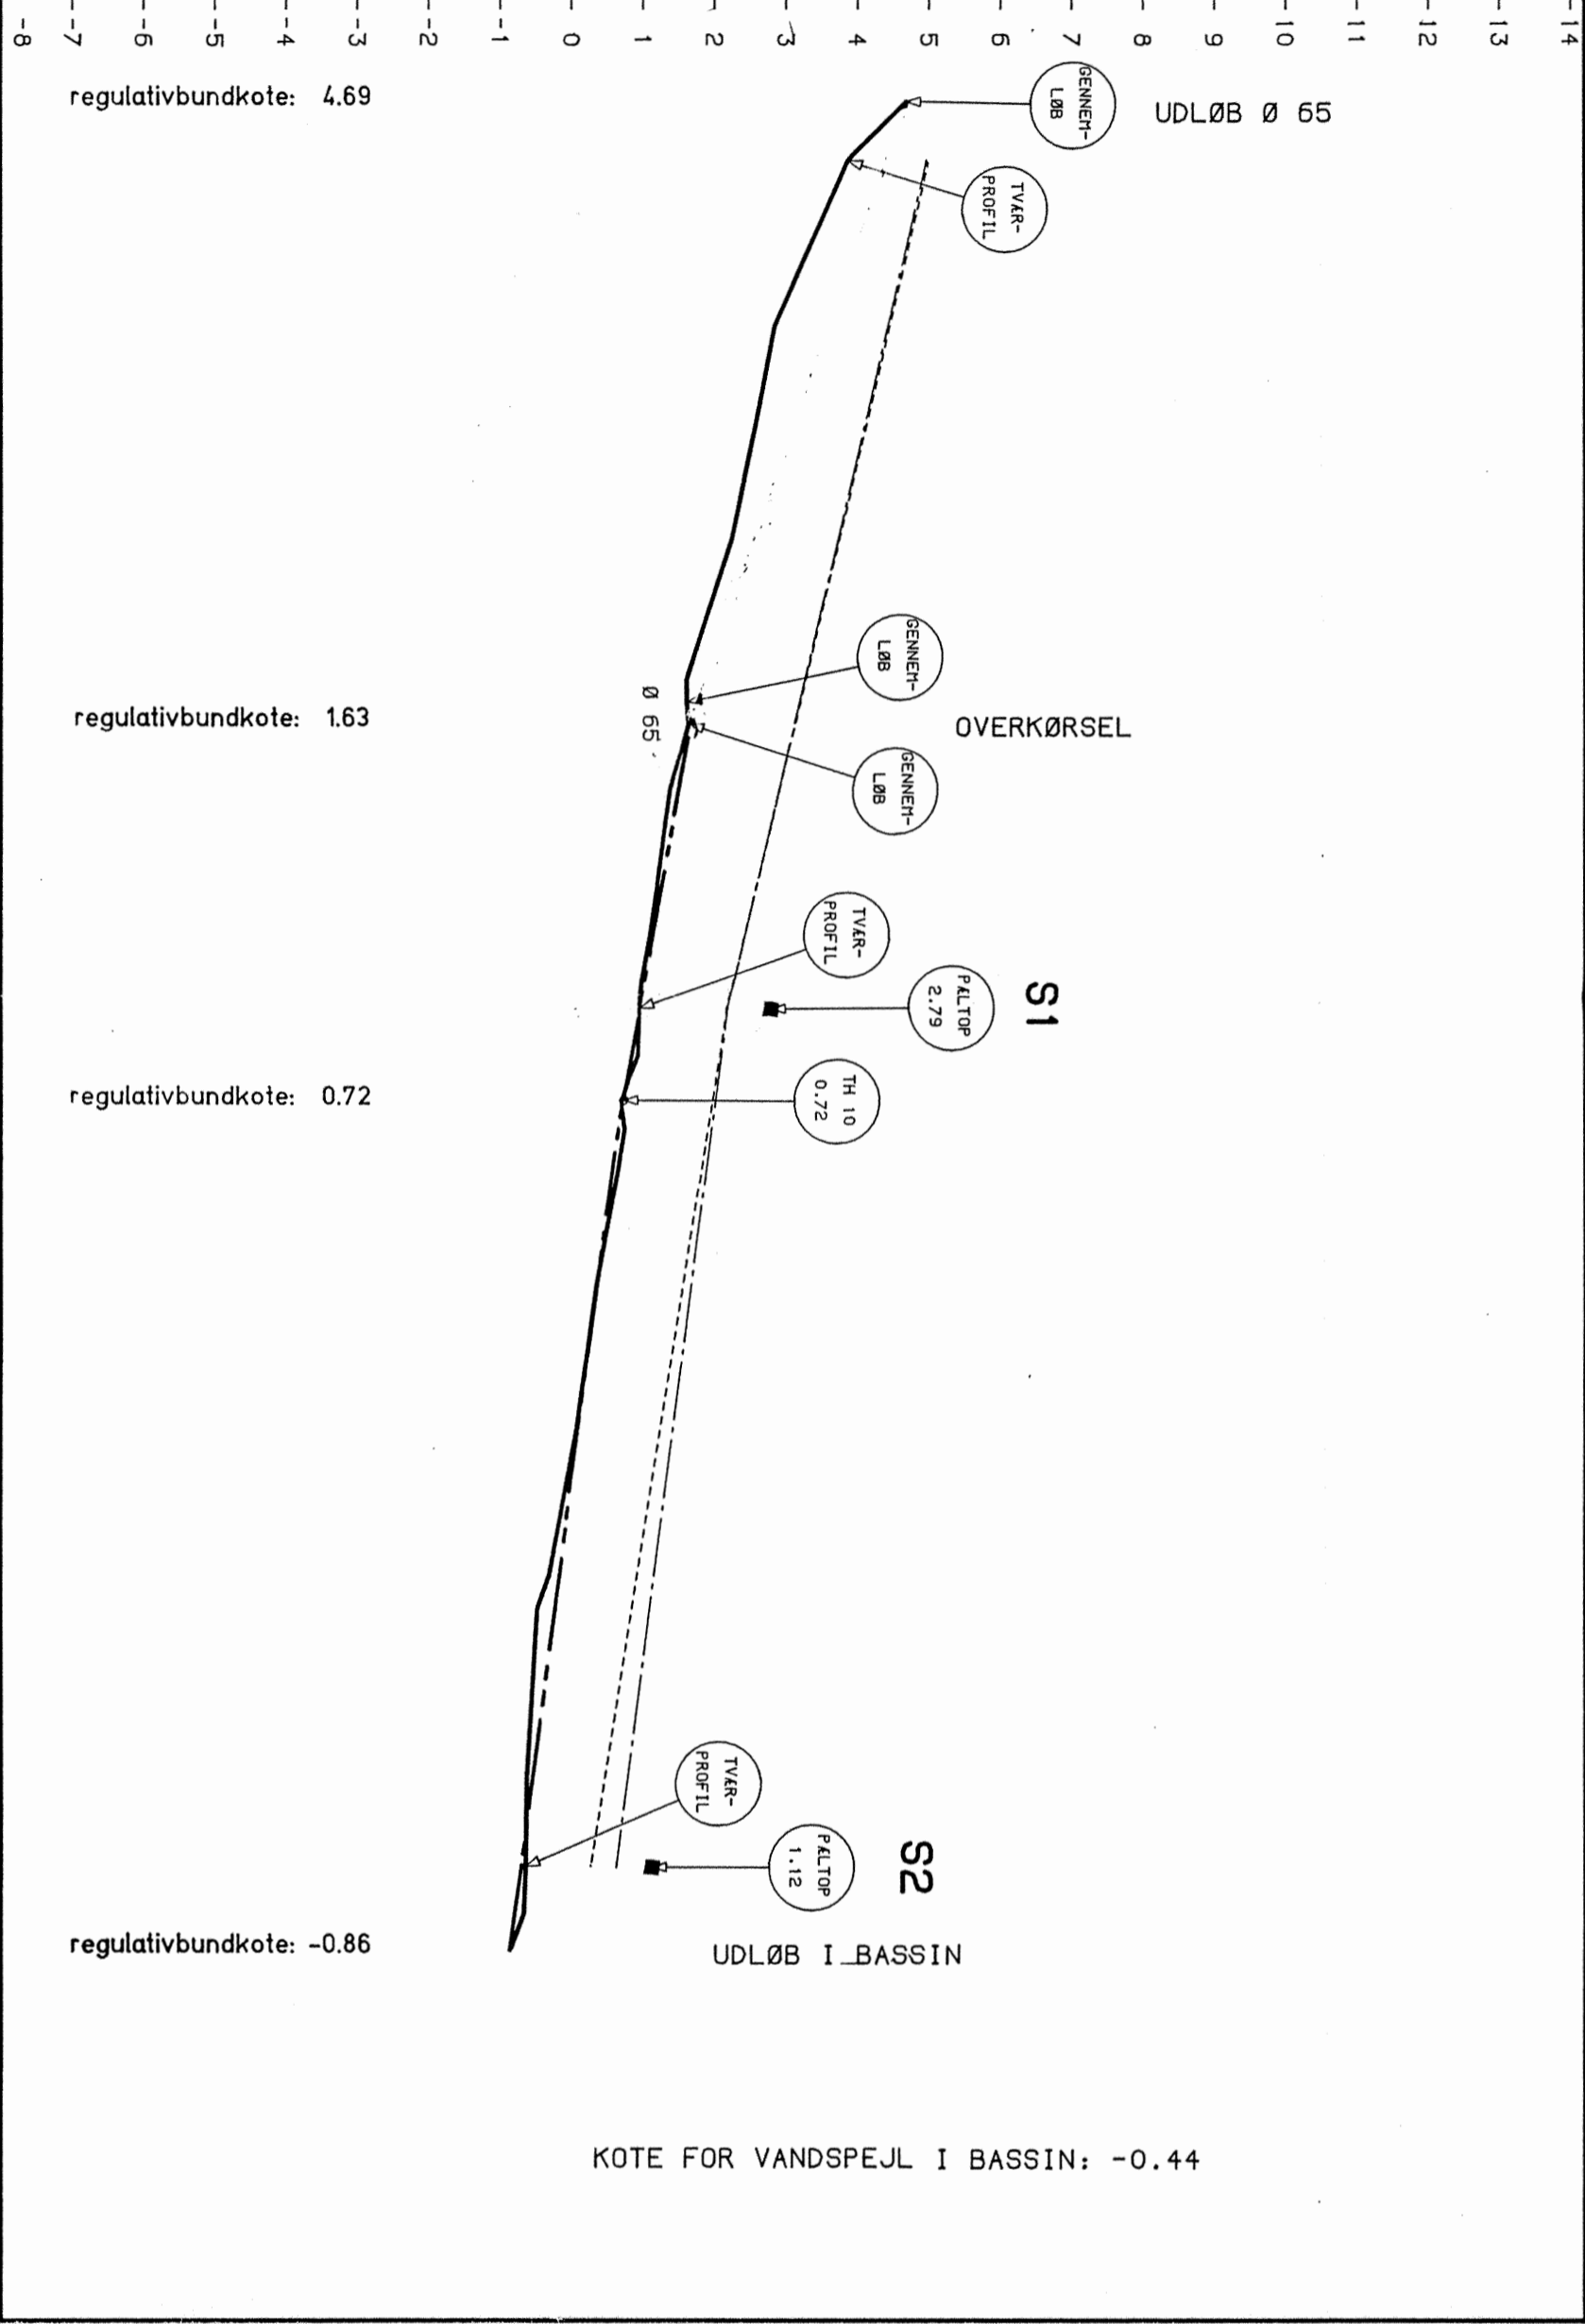 -8 -7 -6 -5 -4 -3 -2 -1 0 1 2 3 4 5 6 7 8 9 10 11 12 13 14
regulativbundkote: 4.69
GENNEM-
LØB
UDLØB Ø 65
TVÆR-
PROFIL
GENNEM-
LØB
Ø 65
regulativbundkote: 1.63
OVERKØRSEL
GENNEM-
LØB
TVÆR-
PROFIL
PÆLTOP
2.79
S1
regulativbundkote: 0.72
TH 10
0.72
TVÆR-
PROFIL
PÆLTOP
1.12
S2
regulativbundkote: -0.86
UDLØB I BASSIN
KOTE FOR VANDSPEJL I BASSIN: -0.44